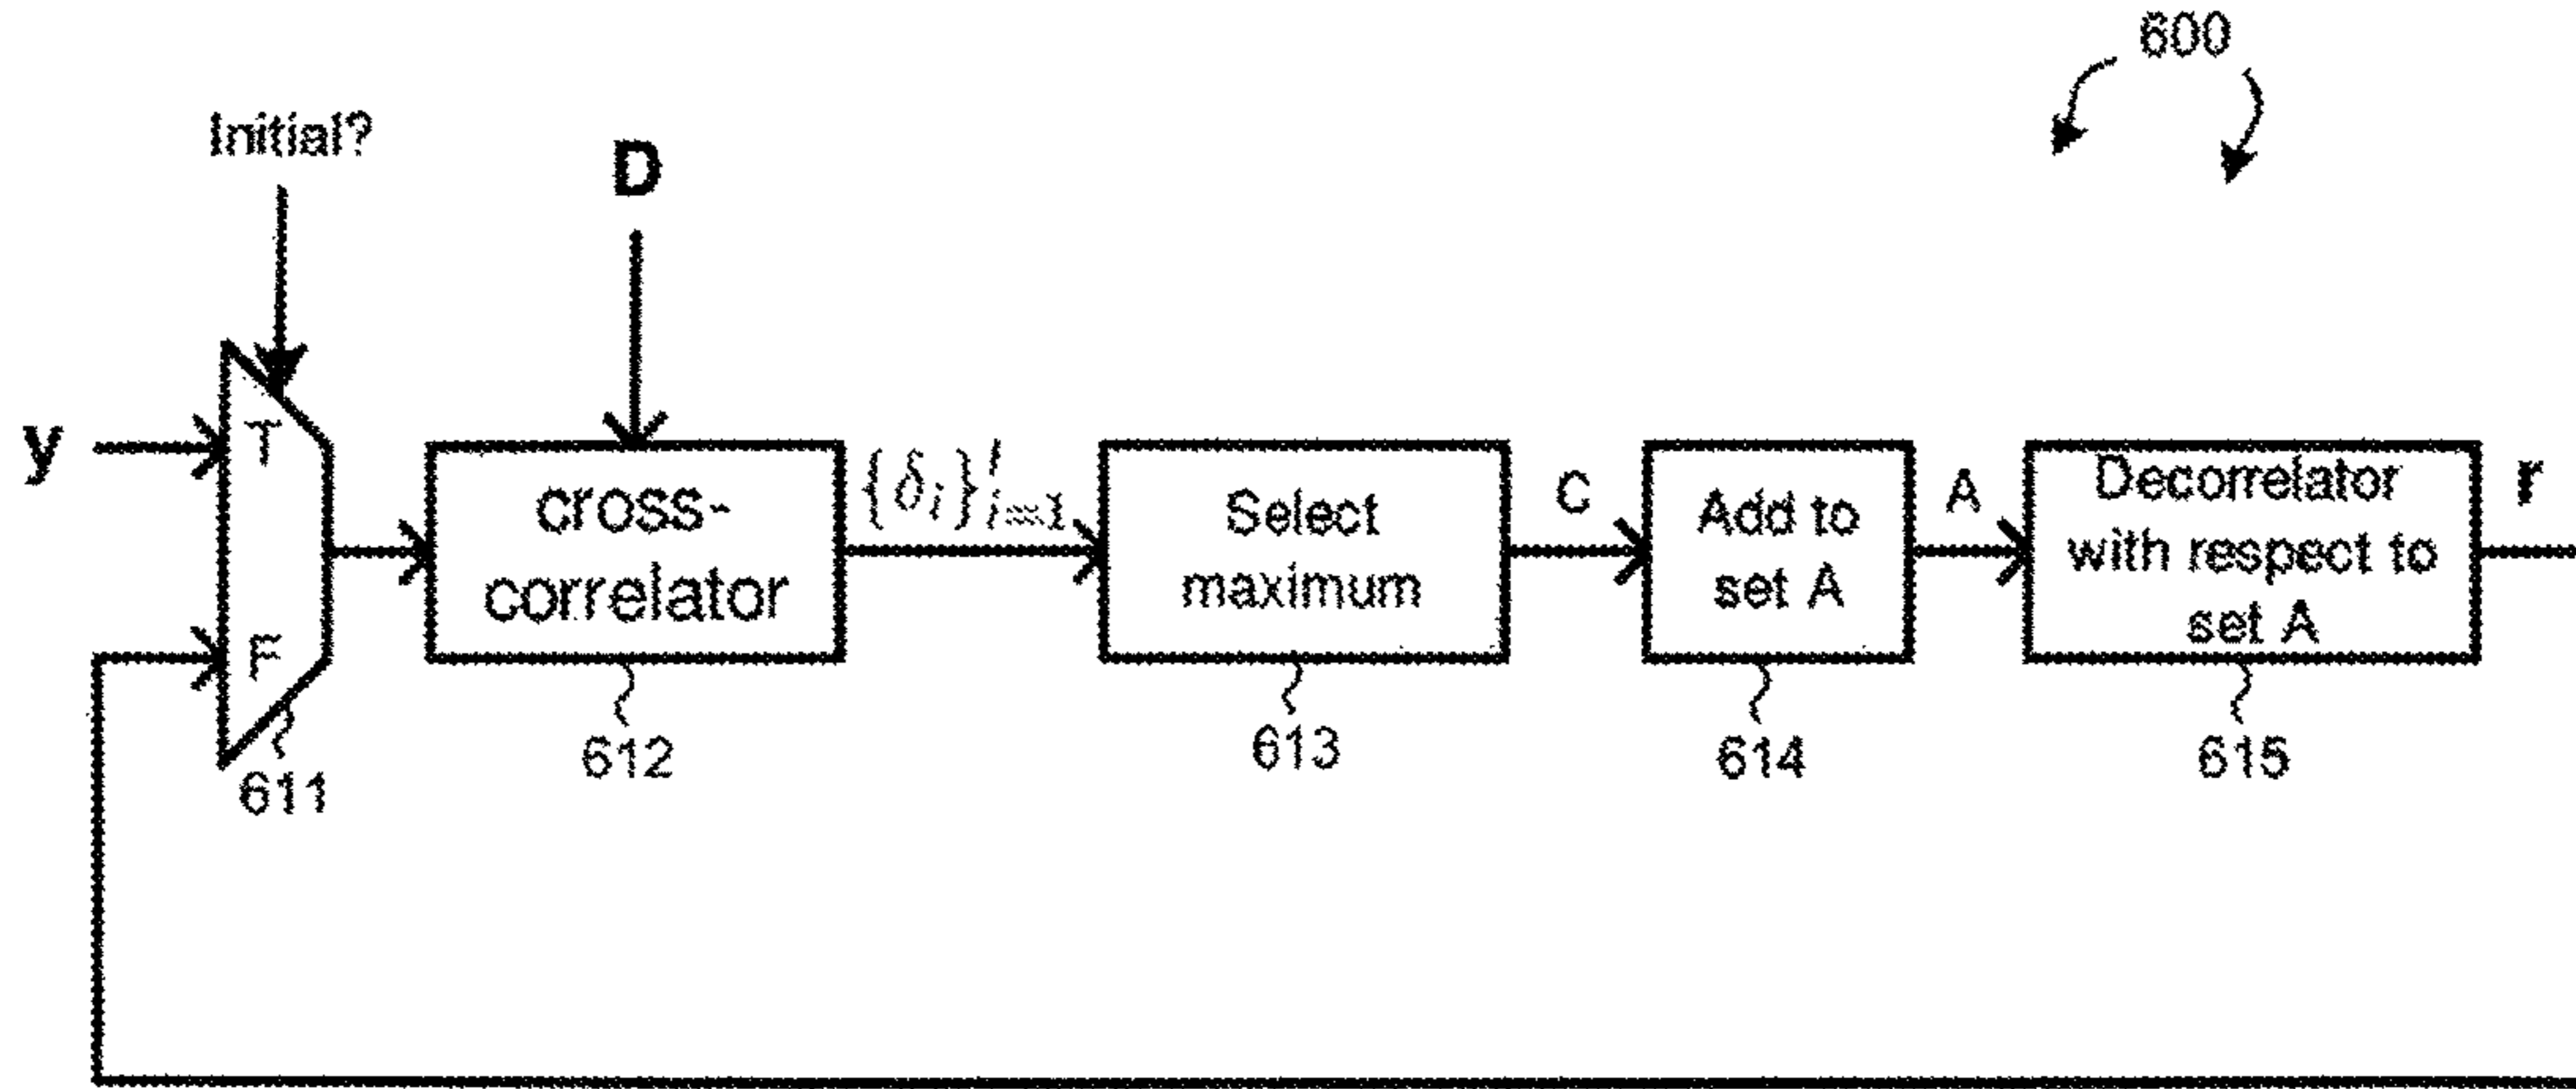 600
Initial?
D
y
T
F
cross-
correlator
{δi}
i=1
Select
maximum
C
Add to
set A
A
Decorrelator
with respect to
set A
r
611
612
613
614
615